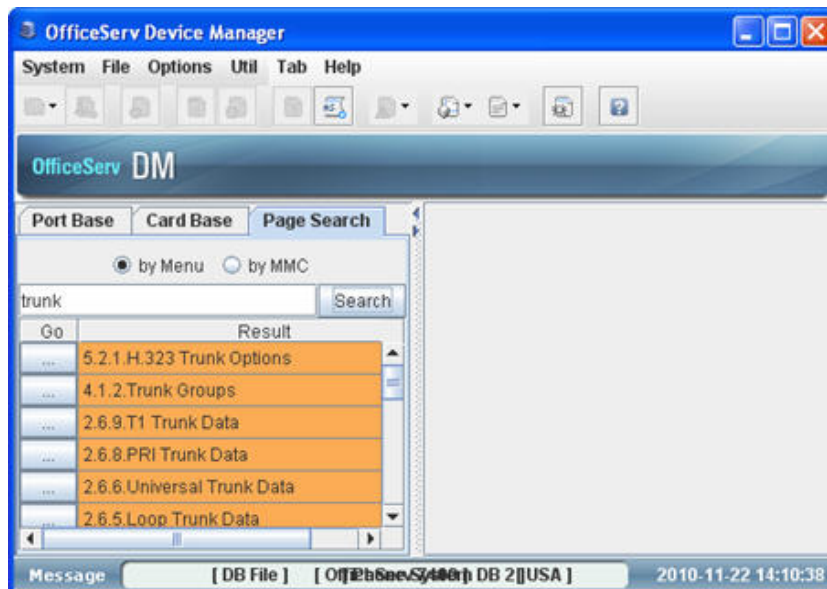 OfficeServ Device Manager
System File Options Util Tab Help
OfficeServ DM
Port Base Card Base Page Search
by Menu by MMC
trunk Search
Go Result
... 5.2.1.H.323 Trunk Options
... 4.1.2.Trunk Groups
... 2.6.9.T1 Trunk Data
... 2.6.8.PRI Trunk Data
... 2.6.6.Universal Trunk Data
... 2.6.5.Loop Trunk Data
Message [ DB File ] DB 2 USA ] 2010-11-22 14:10:38